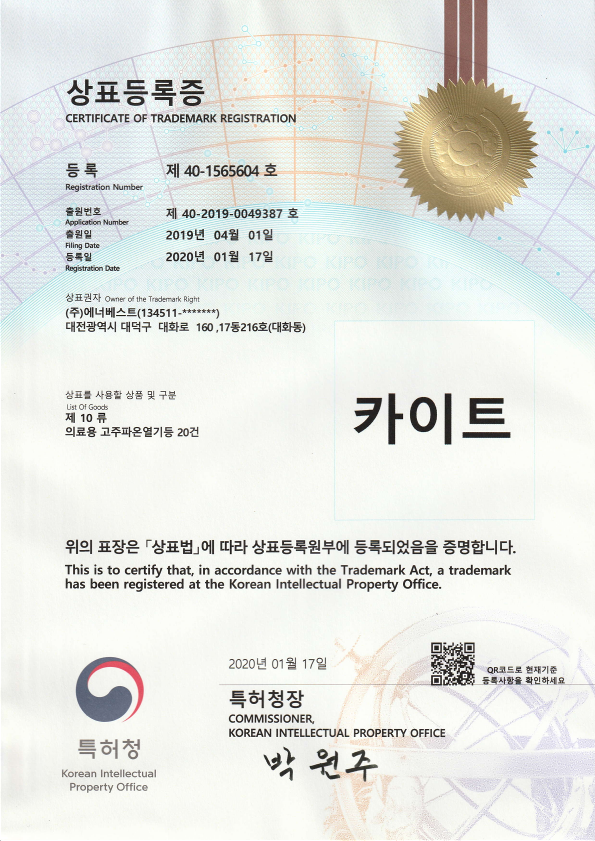 상표등록증
CERTIFICATE OF TRADEMARK REGISTRATION
등 록 제 40-1565604 호
Registration Number
출원번호 제 40-2019-0049387 호
Application Number
출원일 2019년 04월 01일
Filing Date
등록일 2020년 01월 17일
Registration Date
KIPO KIPO KIPO KIPO KIPO
상표권자 Owner of the Trademark Right
(주)에너베스트(134511-*******)
대전광역시 대덕구 대화로 160 ,17동216호(대화동)
상표를 사용할 상품 및 구분
List Of Goods
제 10 류
의료용 고주파온열기등 20건
카이트
위의 표장은 「상표법」에 따라 상표등록원부에 등록되었음을 증명합니다.
This is to certify that, in accordance with the Trademark Act, a trademark
has been registered at the Korean Intellectual Property Office.
2020년 01월 17일
QR코드로 현재기준
등록사항을 확인하세요
특허청장
COMMISSIONER,
KOREAN INTELLECTUAL PROPERTY OFFICE
박원주
특허청
Korean Intellectual
Property Office